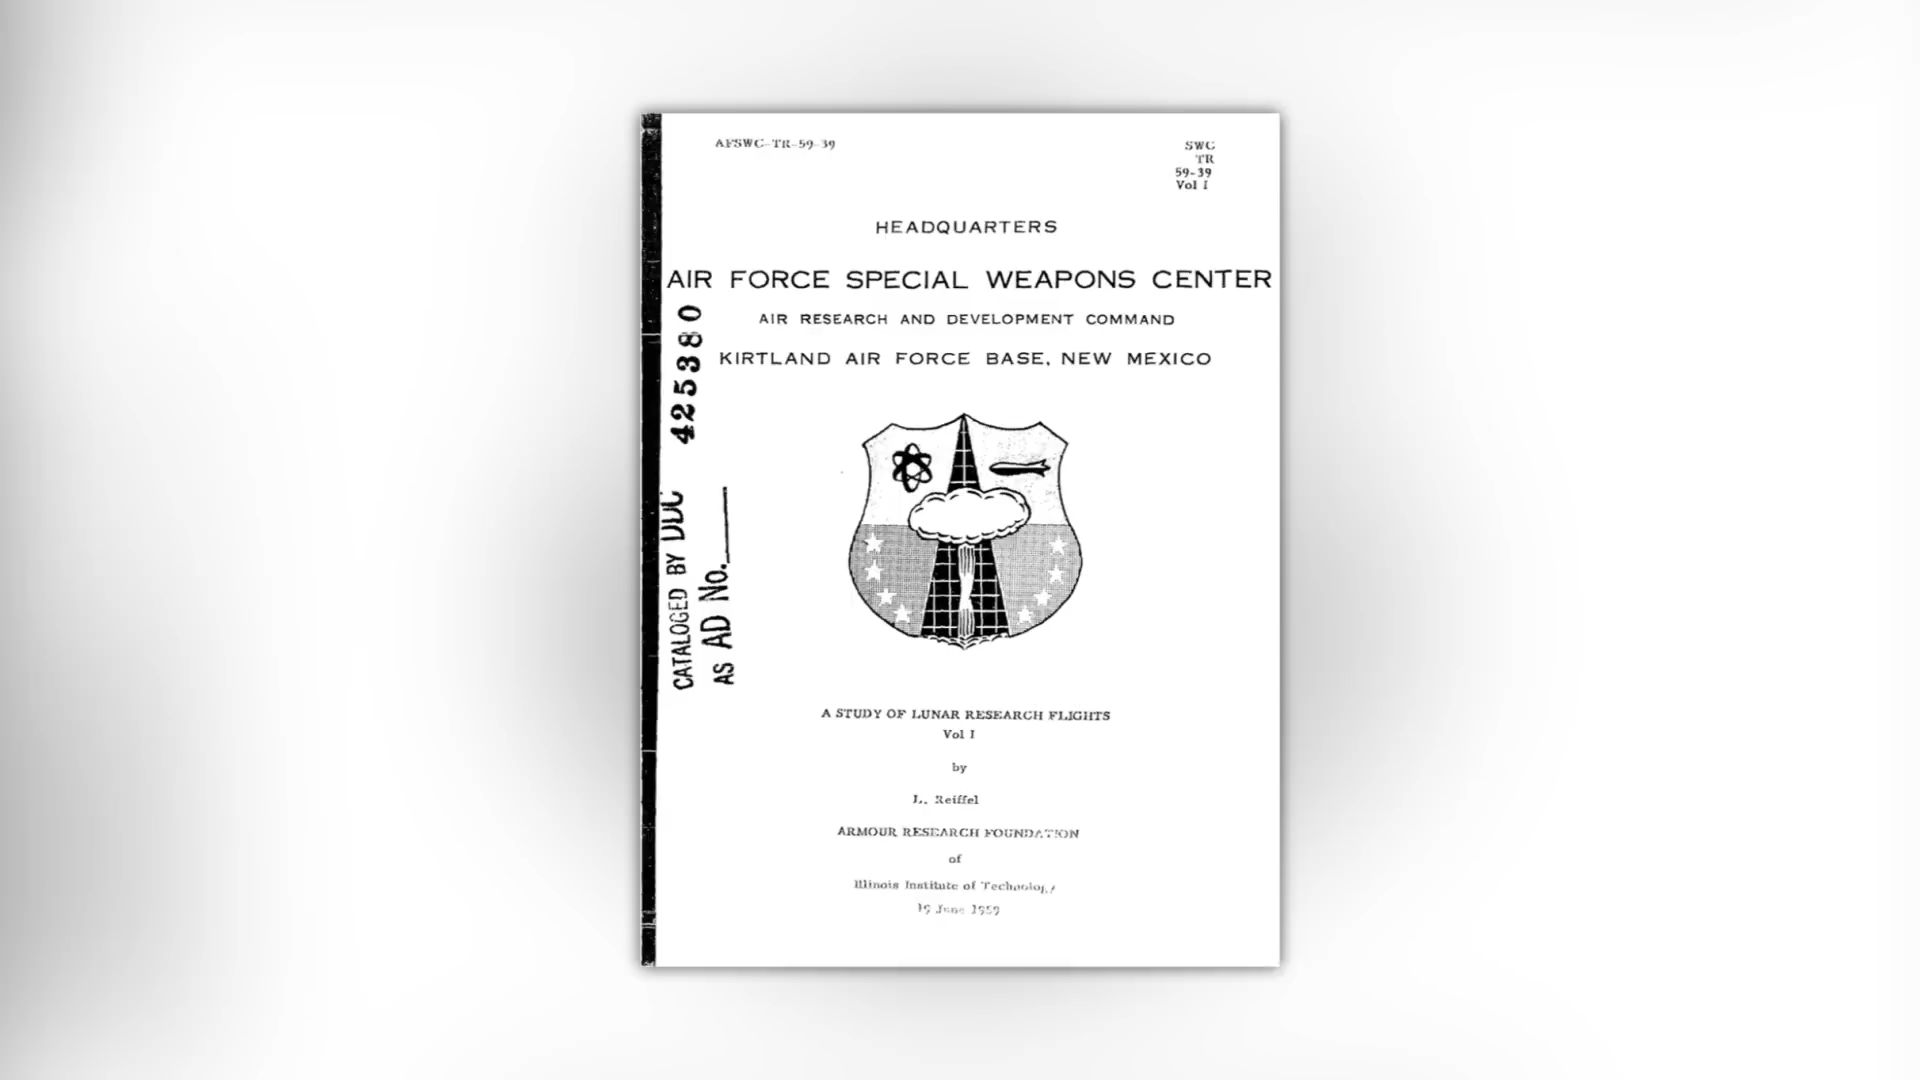 AFSWC-TR-59-39
SWC
TR
59-39
Vol I
HEADQUARTERS
AIR FORCE SPECIAL WEAPONS CENTER
AIR RESEARCH AND DEVELOPMENT COMMAND
KIRTLAND AIR FORCE BASE, NEW MEXICO
CATALOGED BY DDC
AS AD No.
425380
A STUDY OF LUNAR RESEARCH FLIGHTS
Vol I
by
L. Reiffel
ARMOUR RESEARCH FOUNDATION
of
Illinois Institute of Technology
19 June 1959